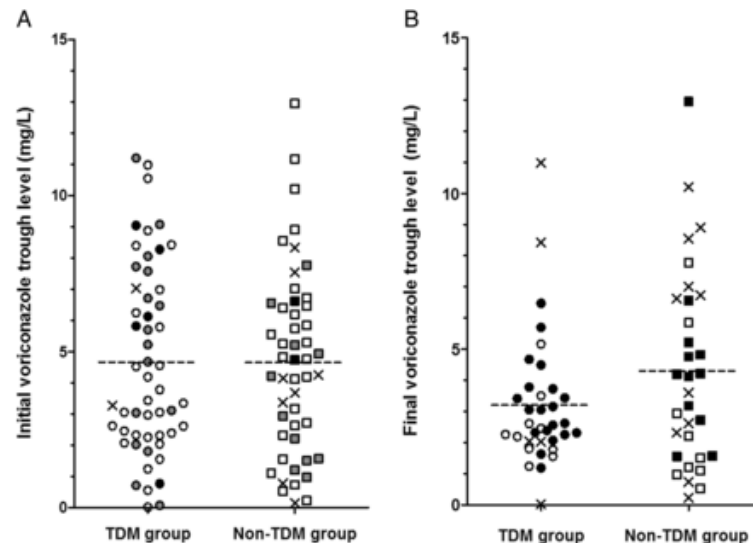 A
Initial voriconazole trough level (mg/L)
15
10
5
0
TDM group
Non-TDM group
B
Final voriconazole trough level (mg/L)
15
10
5
0
TDM group
Non-TDM group